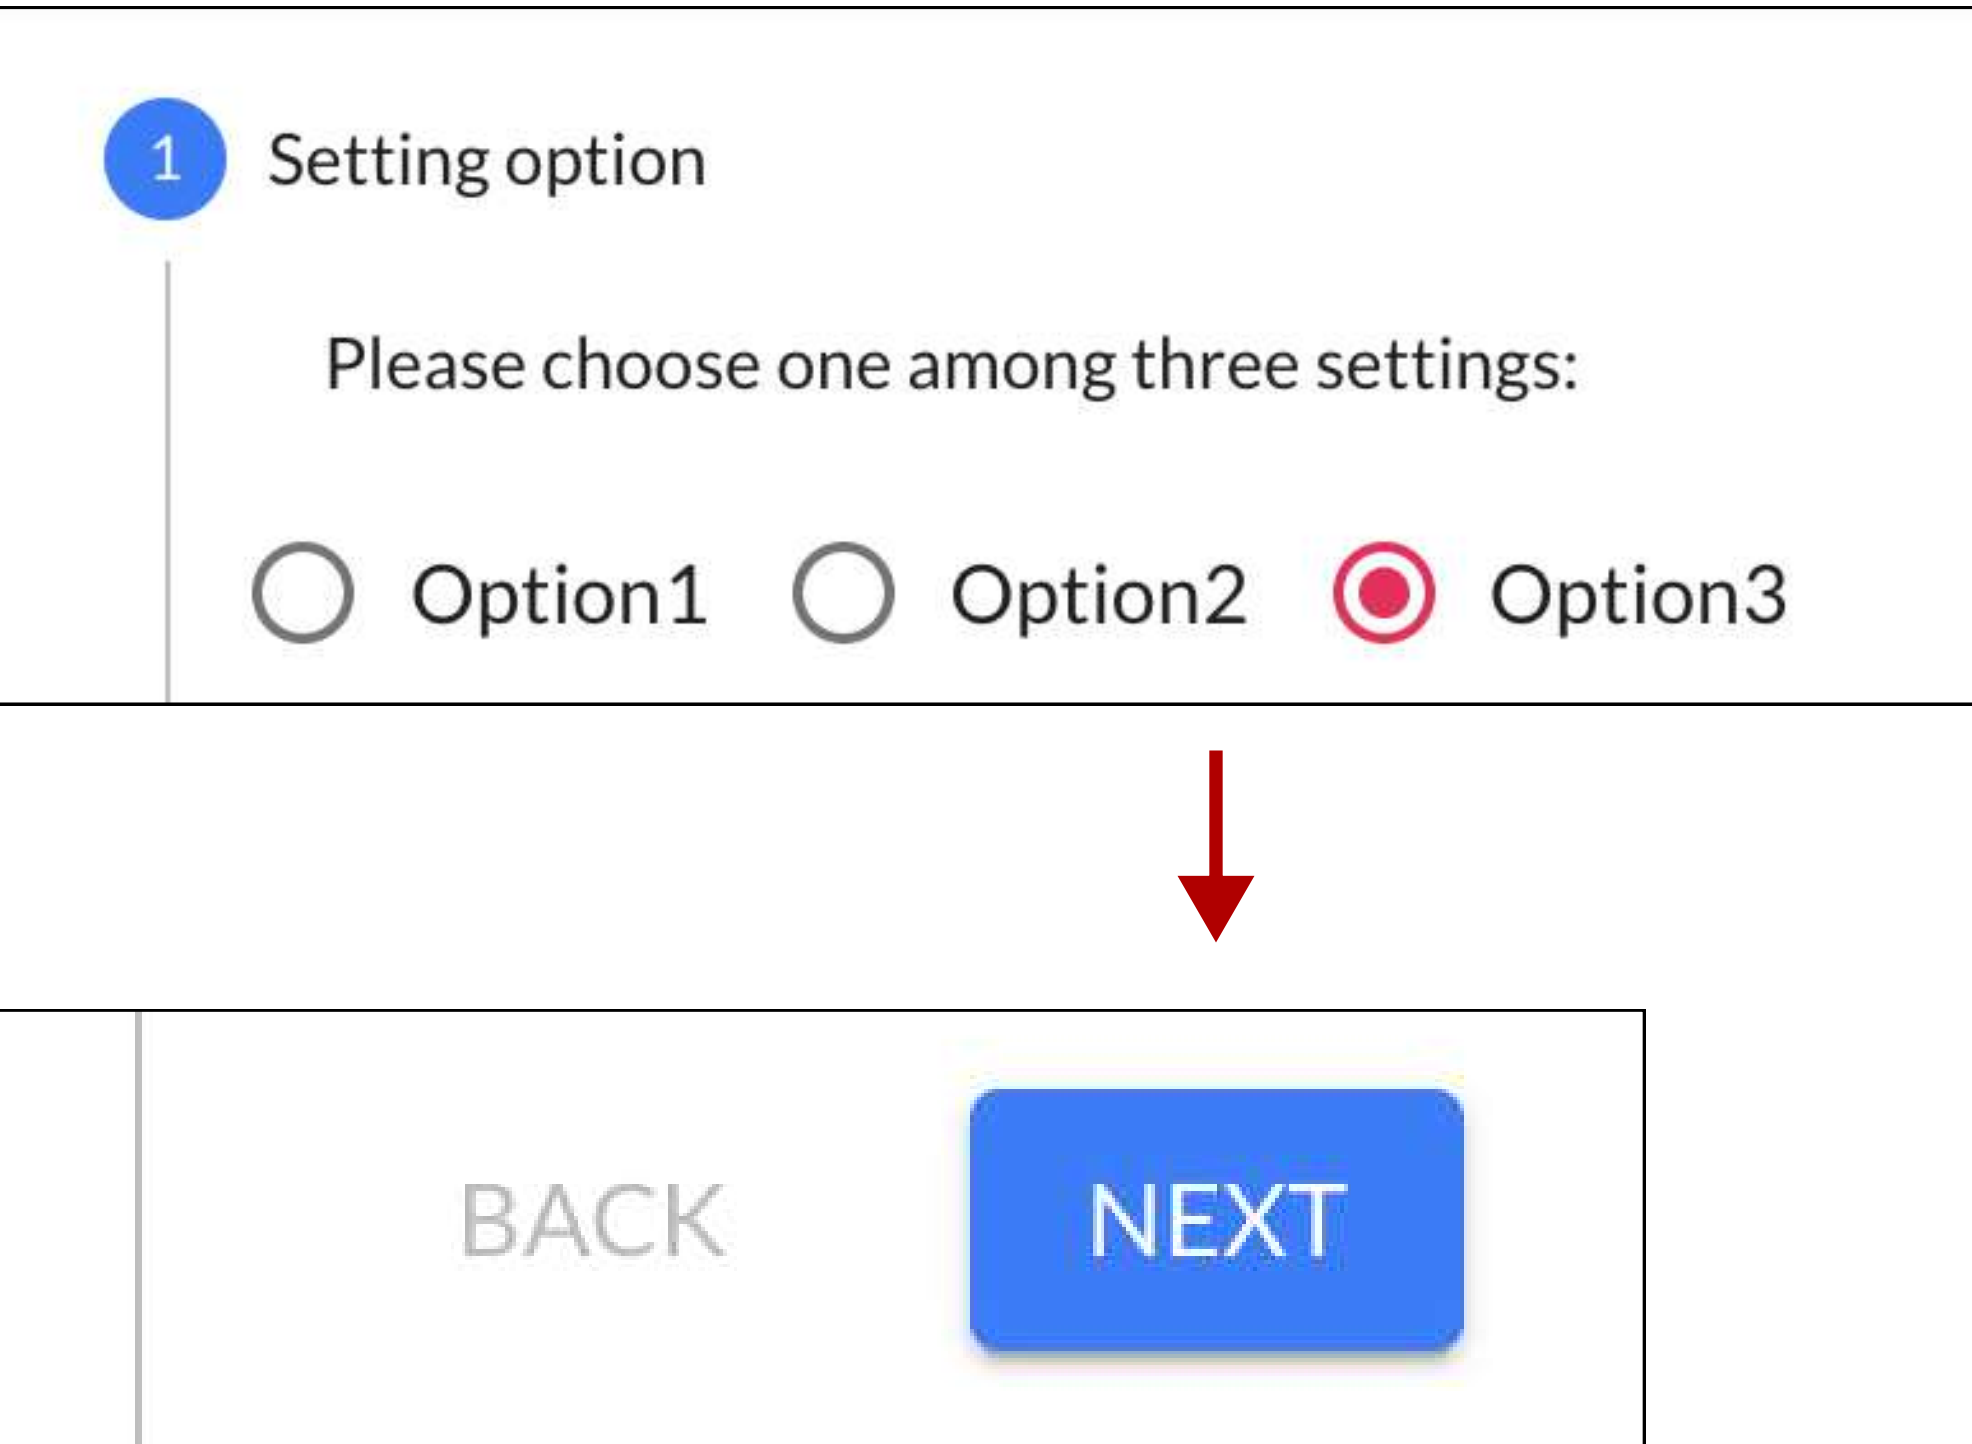 1 Setting option
Please choose one among three settings:
Option1 Option2 Option3
BACK NEXT